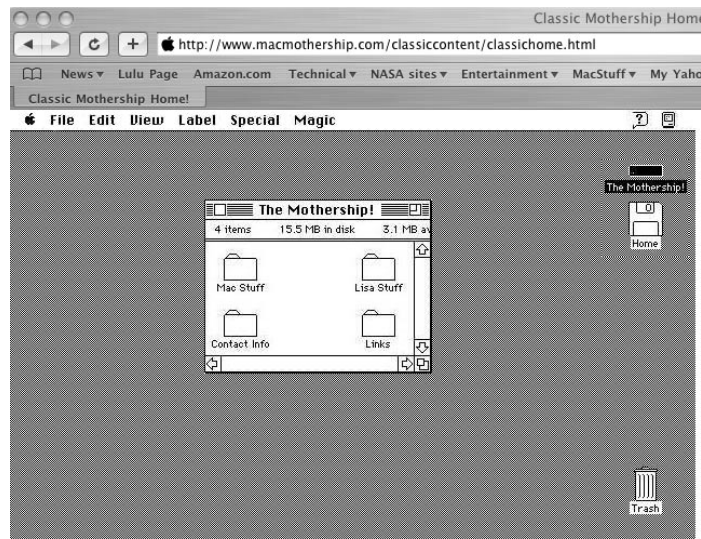 Classic Mothership Home
http://www.macmothership.com/classiccontent/classichome.html
News Lulu Page Amazon.com Technical NASA sites Entertainment MacStuff My Yaho
Classic Mothership Home!
File Edit View Label Special Magic
The Mothership!
4 items 15.5 MB in disk 3.1 MB av
Mac Stuff Lisa Stuff
Contact Info Links
The Mothership!
Home
Trash